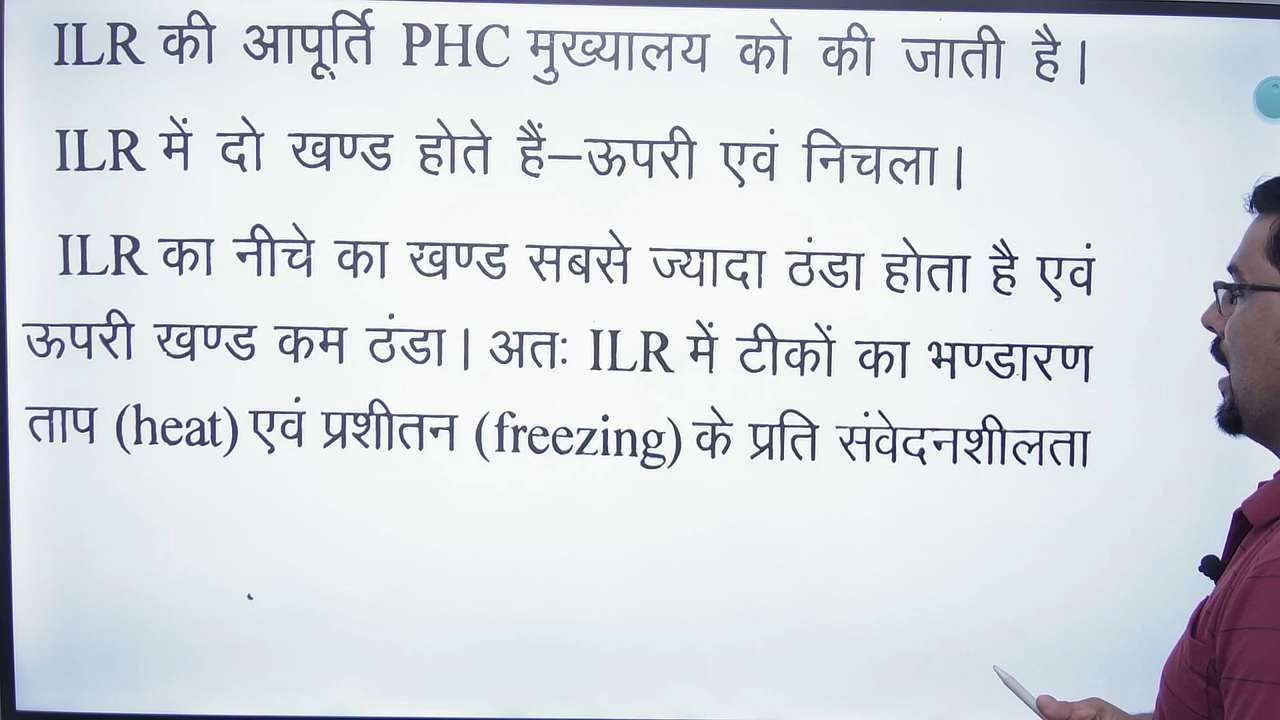 ILR की आपूर्ति PHC मुख्यालय को की जाती है।
ILR में दो खण्ड होते हैं–ऊपरी एवं निचला।
ILR का नीचे का खण्ड सबसे ज्यादा ठंडा होता है एवं
ऊपरी खण्ड कम ठंडा। अतः ILR में टीकों का भण्डारण
ताप (heat) एवं प्रशीतन (freezing) के प्रति संवेदनशीलता